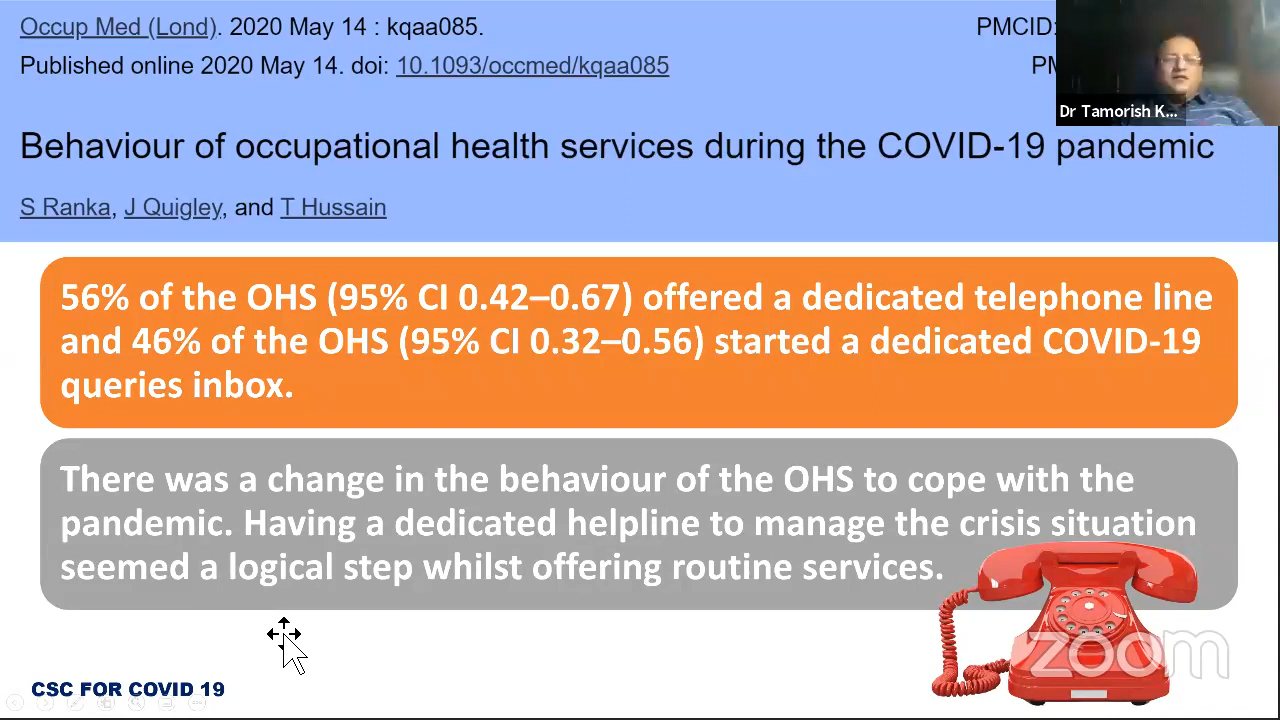 Occup Med (Lond). 2020 May 14 : kqaa085.
PMCID:
Published online 2020 May 14. doi: 10.1093/occmed/kqaa085
PM
Dr Tamorish K...
Behaviour of occupational health services during the COVID-19 pandemic
S Ranka, J Quigley, and T Hussain
56% of the OHS (95% CI 0.42–0.67) offered a dedicated telephone line
and 46% of the OHS (95% CI 0.32–0.56) started a dedicated COVID-19
queries inbox.
There was a change in the behaviour of the OHS to cope with the
pandemic. Having a dedicated helpline to manage the crisis situation
seemed a logical step whilst offering routine services.
zoom
CSC FOR COVID 19